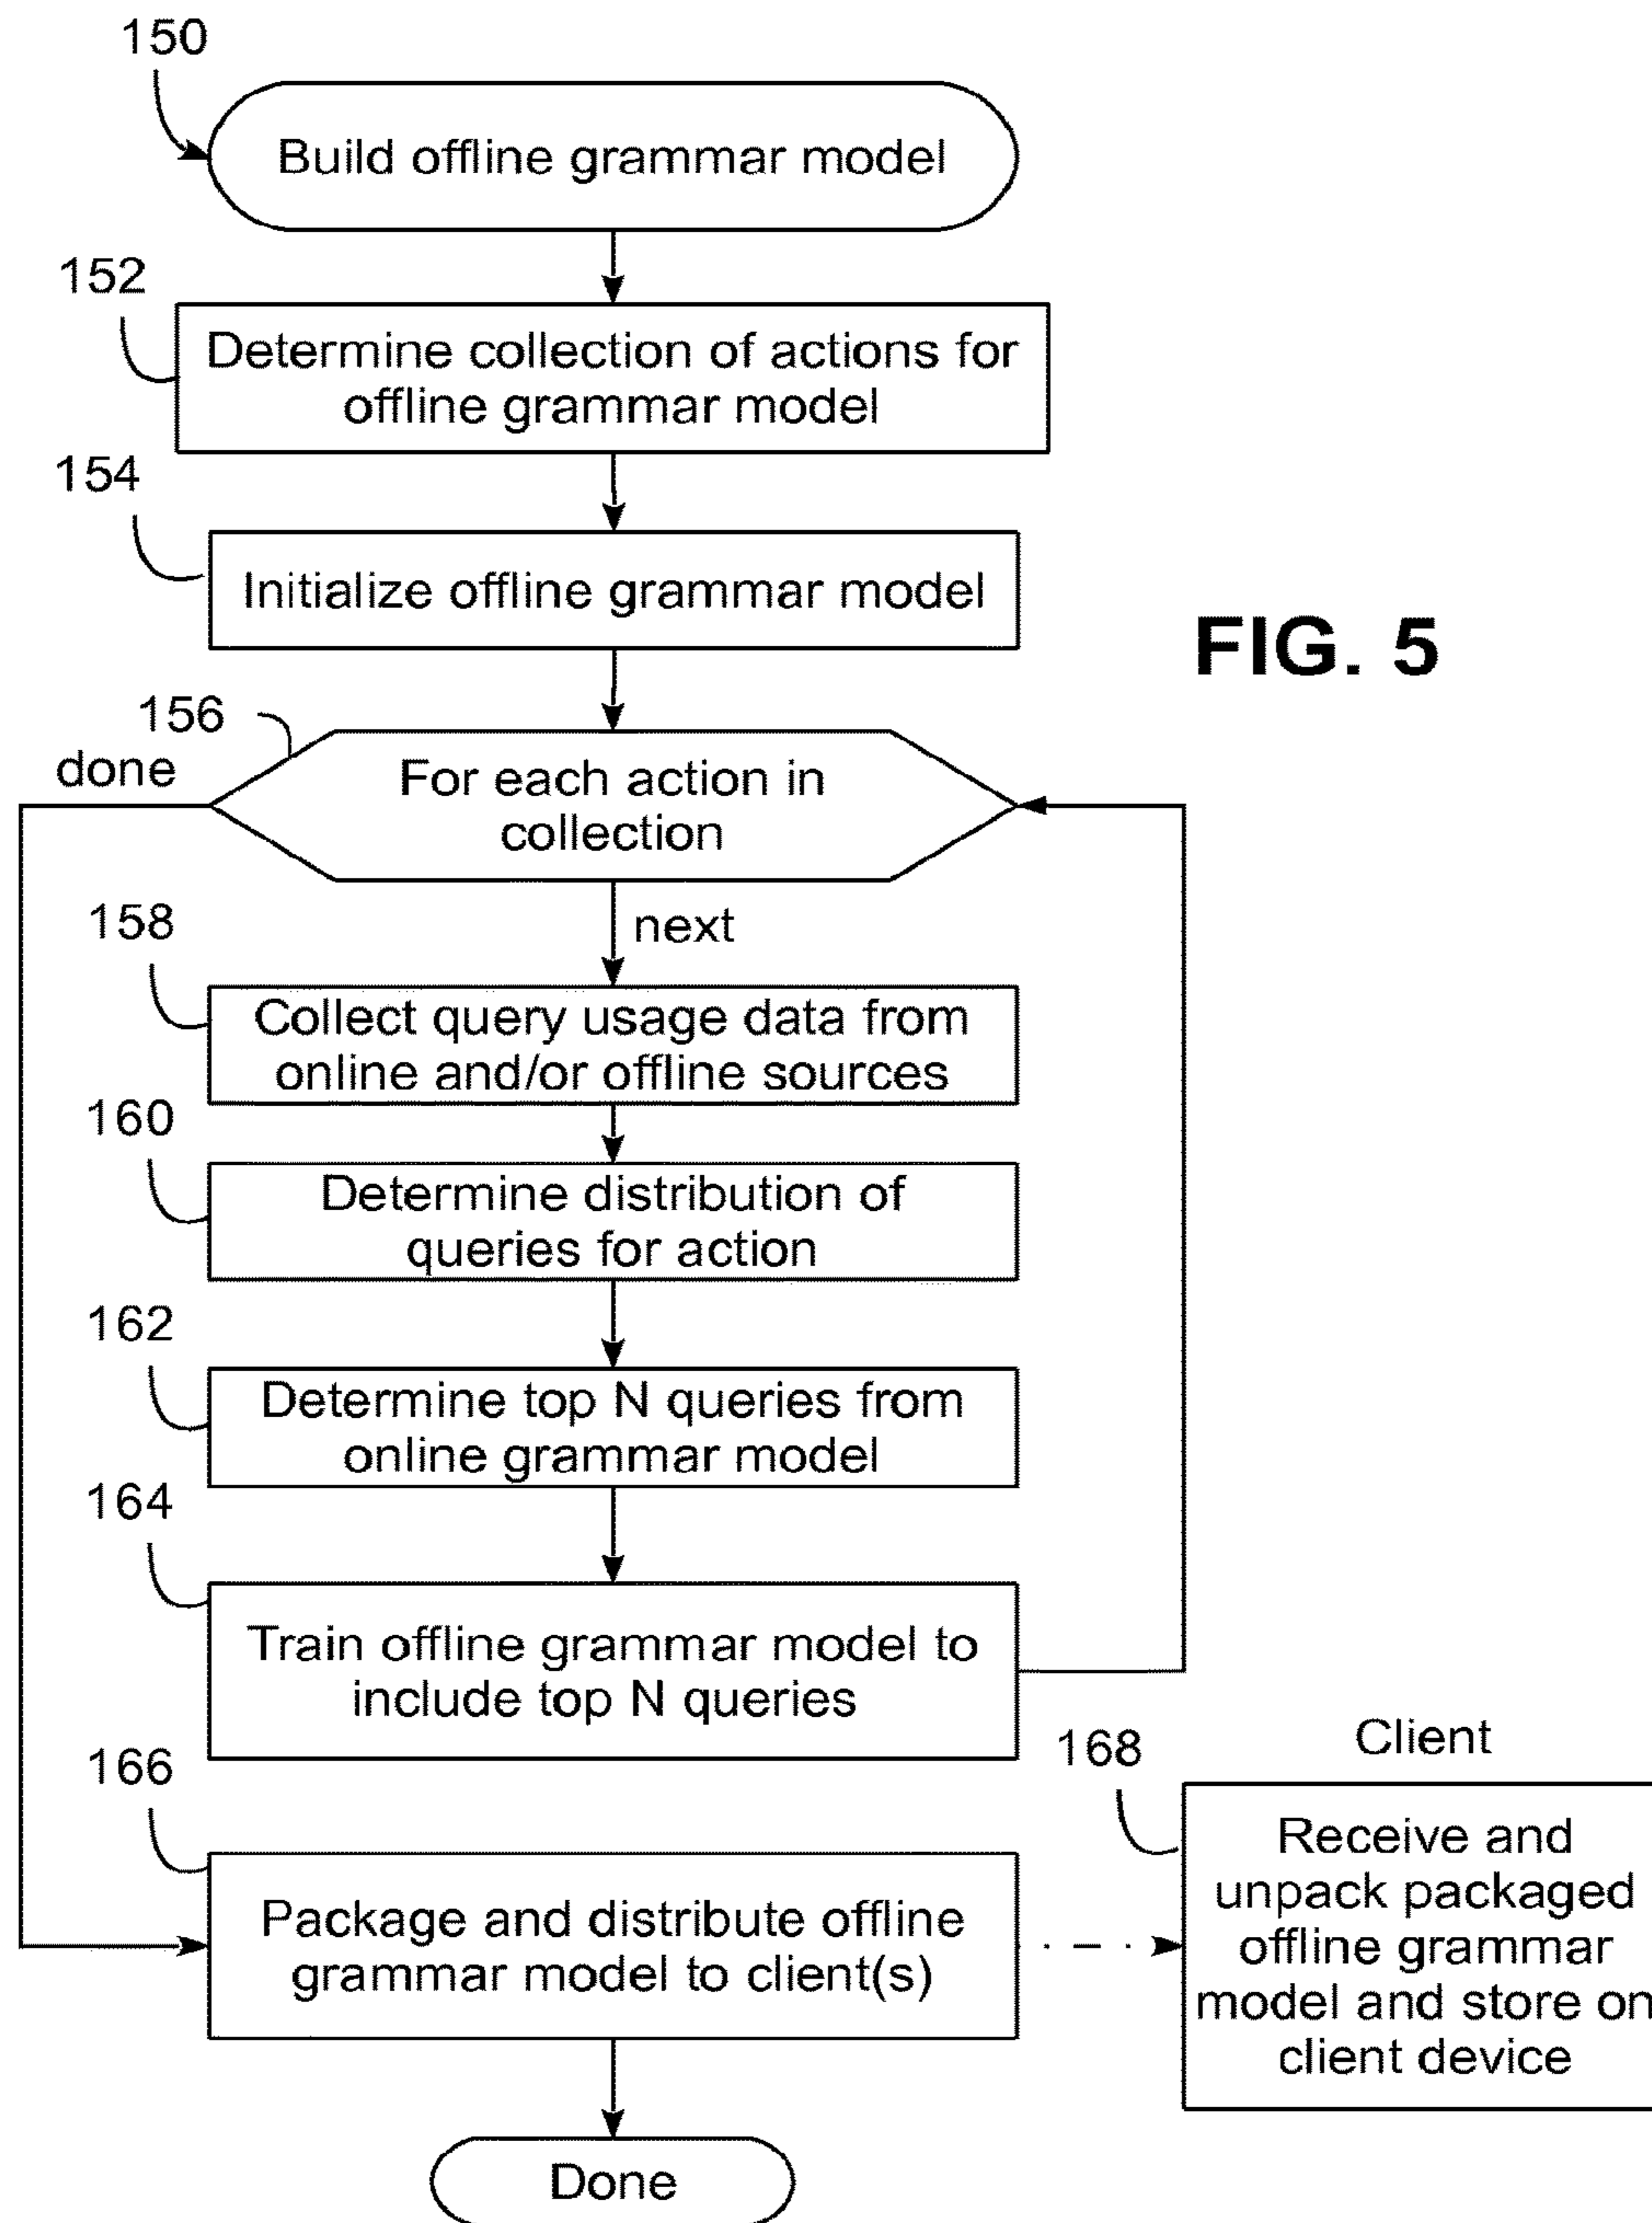 150
Build offline grammar model
152
Determine collection of actions for
offline grammar model
154
Initialize offline grammar model
FIG. 5
156
done
For each action in
collection
next
158
Collect query usage data from
online and/or offline sources
160
Determine distribution of
queries for action
162
Determine top N queries from
online grammar model
164
Train offline grammar model to
include top N queries
166
Package and distribute offline
grammar model to client(s)
168
Client
Receive and
unpack packaged
offline grammar
model and store on
client device
Done